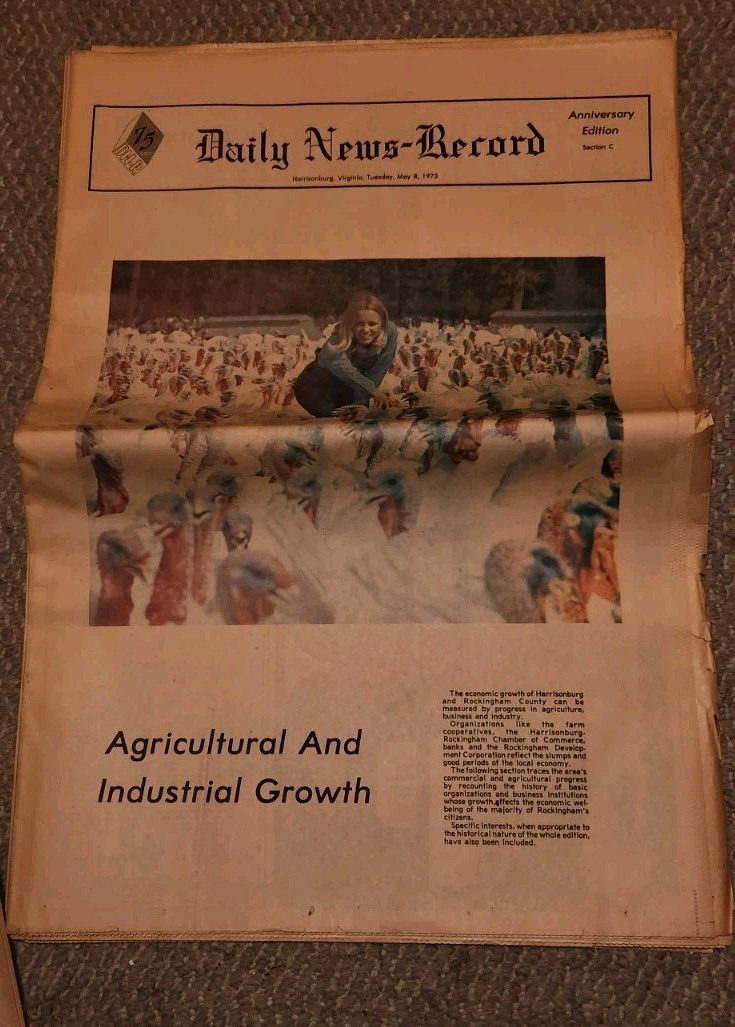 75
Daily News-Record
Anniversary
Edition
Section C
Harrisonburg, Virginia, Tuesday, May 8, 1973
Agricultural And
Industrial Growth
The economic growth of Harrisonburg
and Rockingham County can be
measured by progress in agriculture,
business and industry.
Organizations like the farm
cooperatives, the Harrisonburg-
Rockingham Chamber of Commerce,
banks and the Rockingham Develop-
ment Corporation reflect the slumps and
good periods of the local economy.
The following section traces the area's
commercial and agricultural progress
by recounting the history of basic
organizations and business institutions
whose growth affects the economic wel-
being of the majority of Rockingham's
citizens.
Specific interests, when appropriate to
the historical nature of the whole edition,
have also been included.